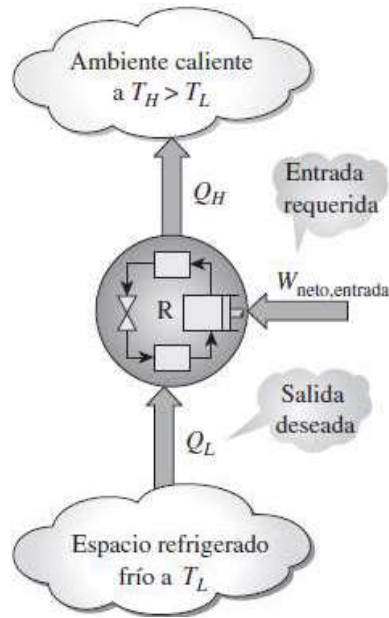 Ambiente caliente
a T_H > T_L
Q_H
Entrada
requerida
W_neto,entrada
R
Salida
deseada
Q_L
Espacio refrigerado
frío a T_L